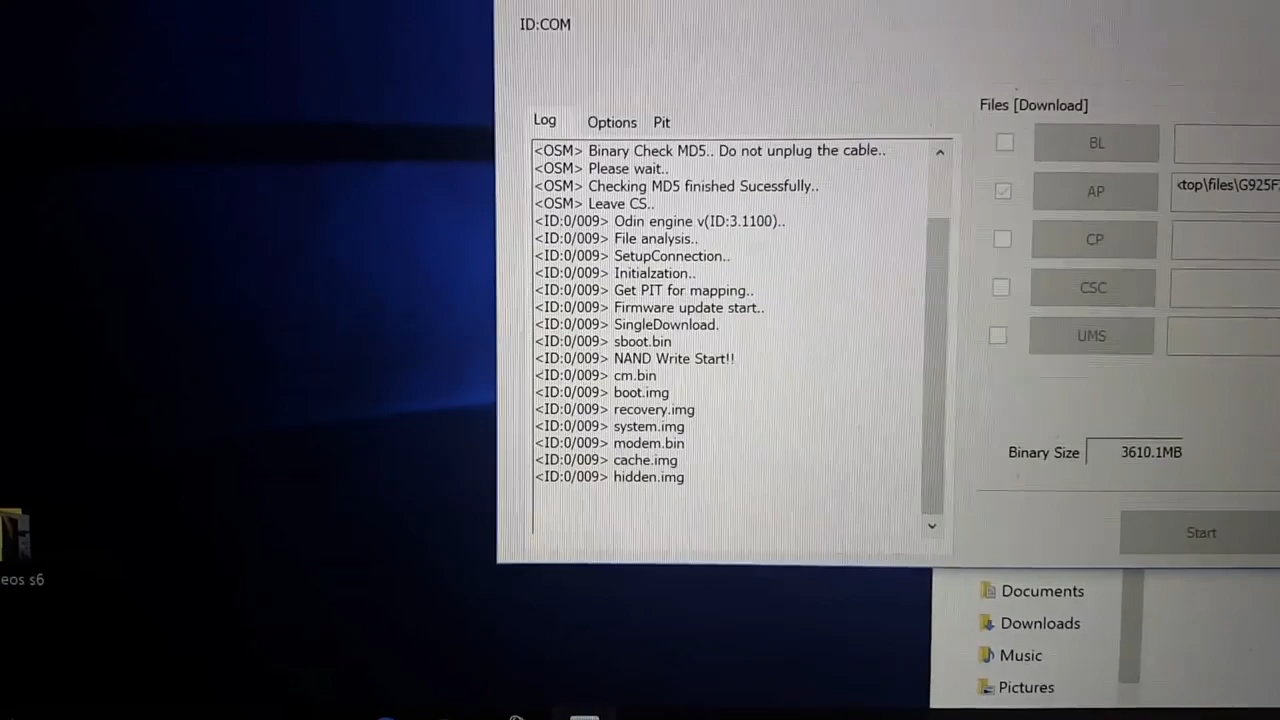 ID:COM
Log Options Pit
<OSM> Binary Check MD5.. Do not unplug the cable..
<OSM> Please wait..
<OSM> Checking MD5 finished Sucessfully..
<OSM> Leave CS..
<ID:0/009> Odin engine v(ID:3.1100)..
<ID:0/009> File analysis..
<ID:0/009> SetupConnection..
<ID:0/009> Initialzation..
<ID:0/009> Get PIT for mapping..
<ID:0/009> Firmware update start..
<ID:0/009> SingleDownload.
<ID:0/009> sboot.bin
<ID:0/009> NAND Write Start!!
<ID:0/009> cm.bin
<ID:0/009> boot.img
<ID:0/009> recovery.img
<ID:0/009> system.img
<ID:0/009> modem.bin
<ID:0/009> cache.img
<ID:0/009> hidden.img
Files [Download]
BL
AP
top\files\G925F
CP
CSC
UMS
Binary Size 3610.1MB
Start
eos s6
Documents
Downloads
Music
Pictures